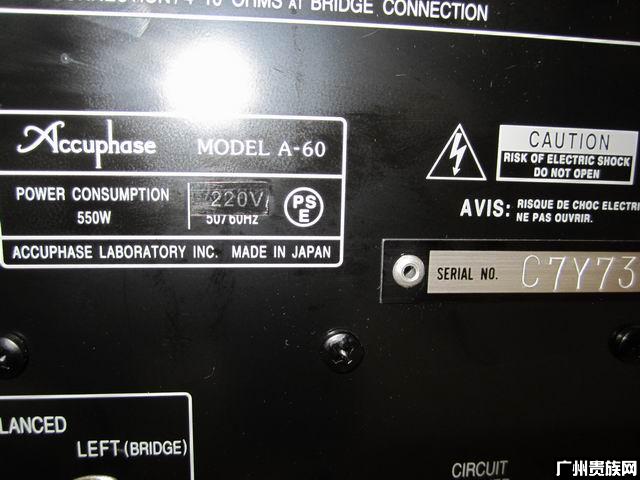 4-16 OHMS AT BRIDGE CONNECTION
Accuphase MODEL A-60
POWER CONSUMPTION
550W
220V
50/60Hz
PS
E
ACCUPHASE LABORATORY INC. MADE IN JAPAN
CAUTION
RISK OF ELECTRIC SHOCK
DO NOT OPEN
AVIS: RISQUE DE CHOC ELECTRI
NE PAS OUVRIR.
SERIAL NO. C7Y73
LANCED
LEFT (BRIDGE)
CIRCUIT
广州贵族网